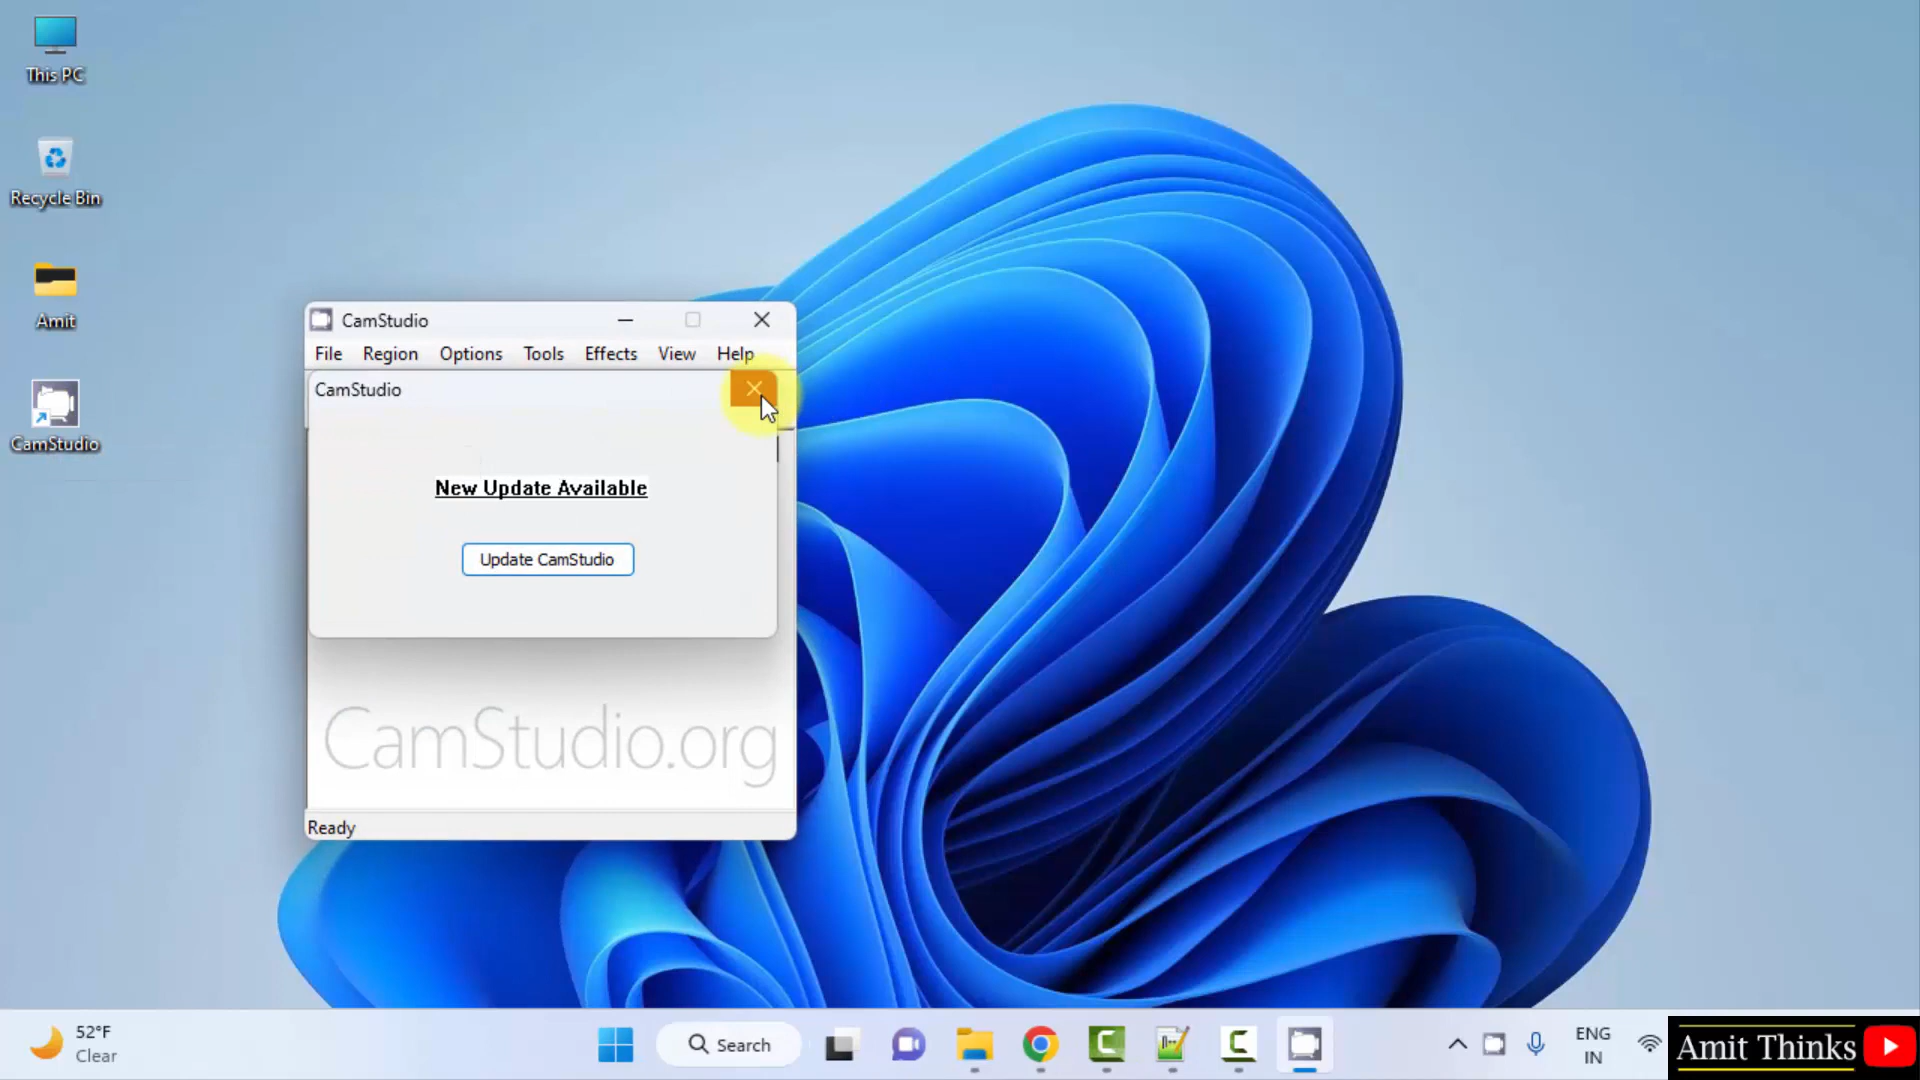 This PC
Recycle Bin
Amit
CamStudio
CamStudio
File Region Options Tools Effects View Help
CamStudio
New Update Available
Update CamStudio
CamStudio.org
Ready
52°F
Clear
Search
ENG
IN
Amit Thinks